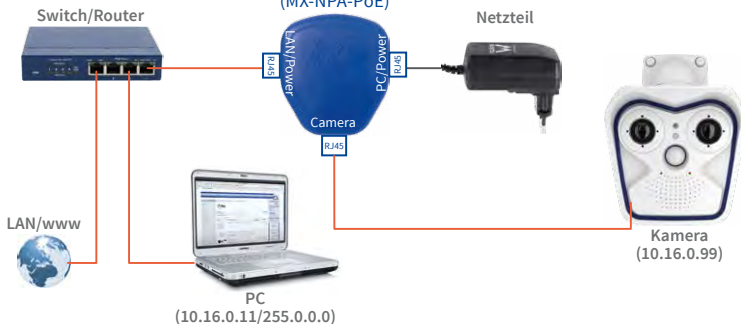 (MX-NPA-PoE)
Switch/Router
Netzteil
RJ45
LAN/Power
PC/Power
RJ45
Camera
RJ45
LAN/www
PC
(10.16.0.11/255.0.0.0)
Kamera
(10.16.0.99)